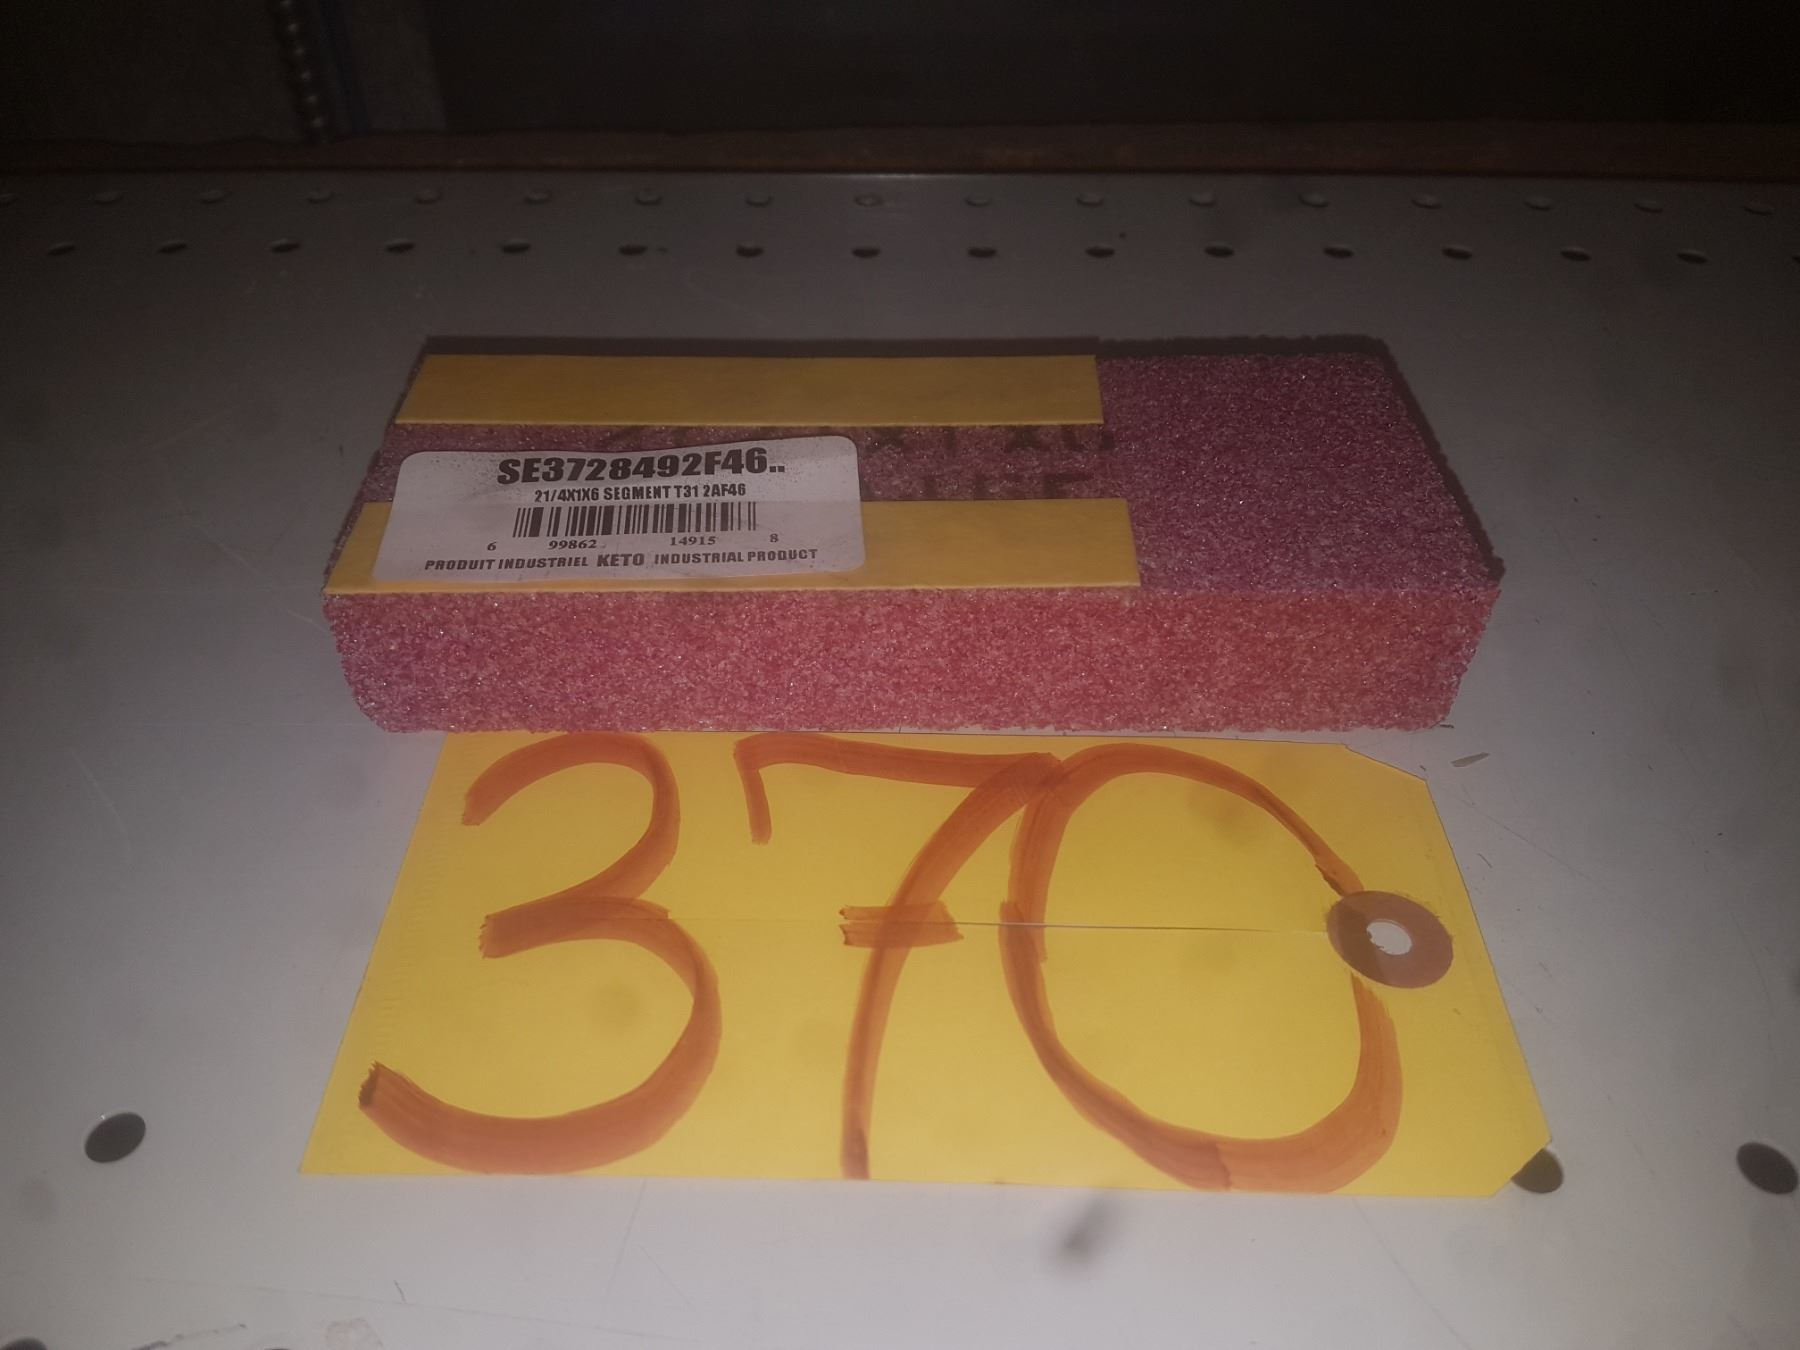 SE3728492F46..
21/4X1X6 SEGMENT T31 2AF46
6 99862 14915 8
PRODUIT INDUSTRIEL KETO INDUSTRIAL PRODUCT
370